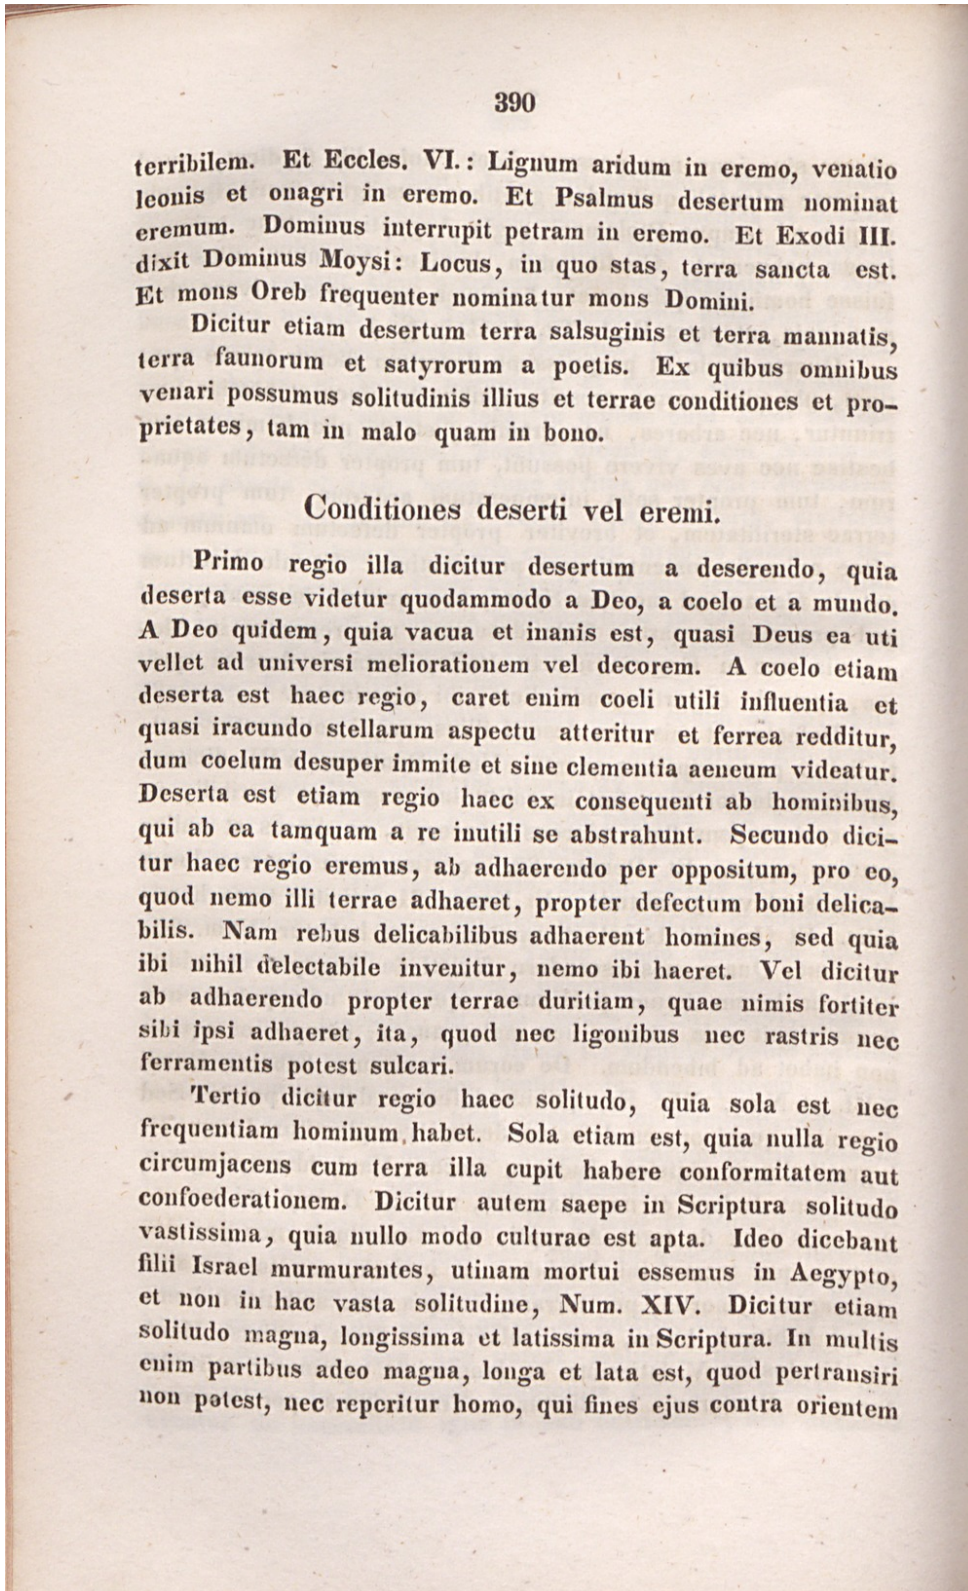 390
terribilem. Et Eccles. VI.: Lignum aridum in eremo, venatio
leonis et onagri in eremo. Et Psalmus desertum nominat
eremum. Dominus interrupit petram in eremo. Et Exodi III.
dixit Dominus Moysi: Locus, in quo stas, terra sancta est.
Et mons Oreb frequenter nominatur mons Domini.
Dicitur etiam desertum terra salsuginis et terra mannatis,
terra faunorum et satyrorum a poetis. Ex quibus omnibus
venari possumus solitudinis illius et terrae conditiones et pro-
prietates, tam in malo quam in bono.
Conditiones deserti vel eremi.
Primo regio illa dicitur desertum a deserendo, quia
deserta esse videtur quodammodo a Deo, a coelo et a mundo.
A Deo quidem, quia vacua et inanis est, quasi Deus ea uti
vellet ad universi meliorationem vel decorem. A coelo etiam
deserta est haec regio, caret enim coeli utili influentia et
quasi iracundo stellarum aspectu atteritur et ferrea redditur,
dum coelum desuper immite et sine clementia aeneum videatur.
Deserta est etiam regio haec ex consequenti ab hominibus,
qui ab ea tamquam a re inutili se abstrahunt. Secundo dici-
tur haec regio eremus, ab adhaerendo per oppositum, pro eo,
quod nemo illi terrae adhaeret, propter defectum boni delica-
bilis. Nam rebus delicabilibus adhaerent homines, sed quia
ibi nihil delectabile invenitur, nemo ibi haeret. Vel dicitur
ab adhaerendo propter terrae duritiam, quae nimis fortiter
sibi ipsi adhaeret, ita, quod nec ligonibus nec rastris nec
ferramentis potest sulcari.
Tertio dicitur regio haec solitudo, quia sola est nec
frequentiam hominum habet. Sola etiam est, quia nulla regio
circumjacens cum terra illa cupit habere conformitatem aut
confoederationem. Dicitur autem saepe in Scriptura solitudo
vastissima, quia nullo modo culturae est apta. Ideo dicebant
filii Israel murmurantes, utinam mortui essemus in Aegypto,
et non in hac vasta solitudine, Num. XIV. Dicitur etiam
solitudo magna, longissima et latissima in Scriptura. In multis
enim partibus adeo magna, longa et lata est, quod pertransiri
non potest, nec reperitur homo, qui fines ejus contra orientem